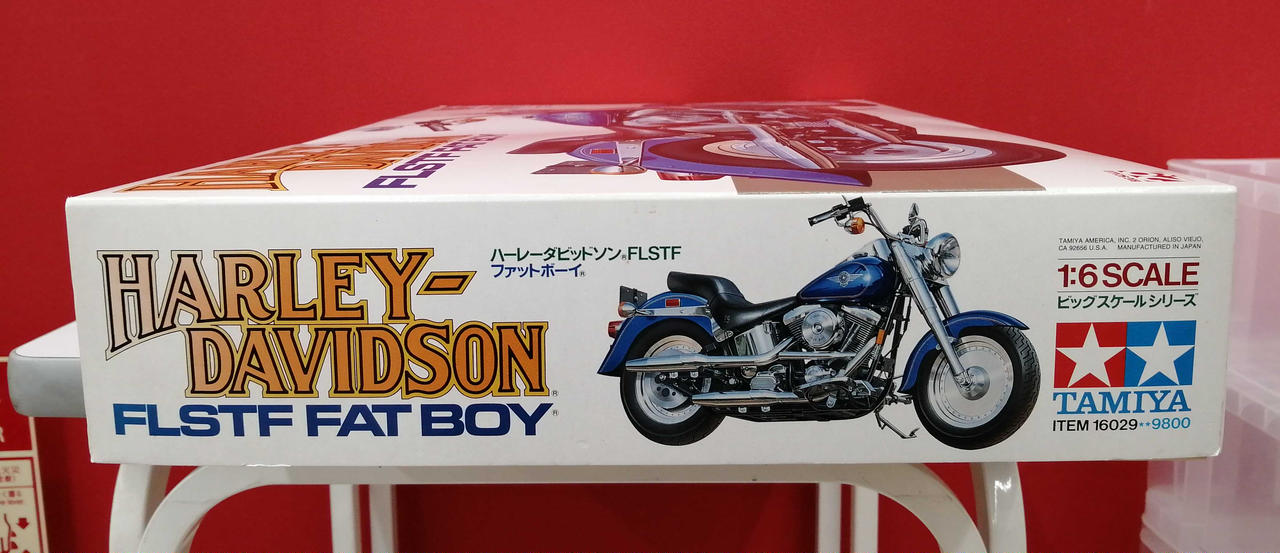 HARLEY-
DAVIDSON®
FLSTF FAT BOY®
ハーレーダビッドソン®FLSTF
ファットボーイ®
TAMIYA AMERICA, INC. 2 ORION, ALISO VIEJO,
CA 92656 U.S.A. MANUFACTURED IN JAPAN
1:6 SCALE
ビッグスケールシリーズ
TAMIYA
ITEM 16029**9800